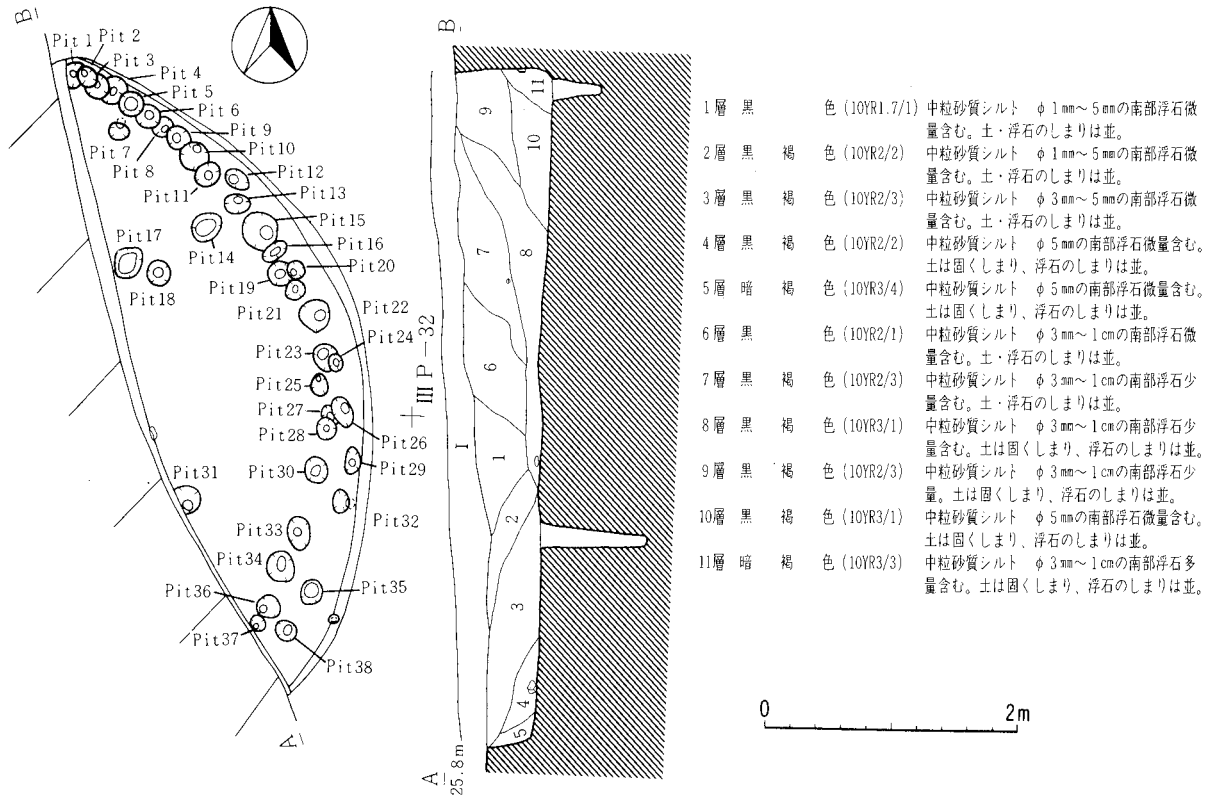 B
Pit 1
Pit 2
Pit 3
Pit 4
Pit 5
Pit 6
Pit 7
Pit 8
Pit 9
Pit10
Pit11
Pit12
Pit13
Pit14
Pit15
Pit16
Pit17
Pit18
Pit19
Pit20
Pit21
Pit22
Pit23
Pit24
Pit25
Pit26
Pit27
Pit28
Pit29
Pit30
Pit31
Pit32
Pit33
Pit34
Pit35
Pit36
Pit37
Pit38
A
ⅢP-32
B
11
9
10
7
8
6
I
1
2
3
4
5
A
25.8m
1層 黒 色 (10YR1.7/1) 中粒砂質シルト φ1mm〜5mmの南部浮石微
量含む。土・浮石のしまりは並。
2層 黒 褐 色 (10YR2/2) 中粒砂質シルト φ1mm〜5mmの南部浮石微
量含む。土・浮石のしまりは並。
3層 黒 褐 色 (10YR2/3) 中粒砂質シルト φ3mm〜5mmの南部浮石微
量含む。土・浮石のしまりは並。
4層 黒 褐 色 (10YR2/2) 中粒砂質シルト φ5mmの南部浮石微量含む。
土は固くしまり、浮石のしまりは並。
5層 暗 褐 色 (10YR3/4) 中粒砂質シルト φ5mmの南部浮石微量含む。
土は固くしまり、浮石のしまりは並。
6層 黒 色 (10YR2/1) 中粒砂質シルト φ3mm〜1cmの南部浮石微
量含む。土・浮石のしまりは並。
7層 黒 褐 色 (10YR2/3) 中粒砂質シルト φ3mm〜1cmの南部浮石少
量含む。土・浮石のしまりは並。
8層 黒 褐 色 (10YR3/1) 中粒砂質シルト φ3mm〜1cmの南部浮石少
量含む。土は固くしまり、浮石のしまりは並。
9層 黒 褐 色 (10YR2/3) 中粒砂質シルト φ3mm〜1cmの南部浮石少
量。土は固くしまり、浮石のしまりは並。
10層 黒 褐 色 (10YR3/1) 中粒砂質シルト φ5mmの南部浮石微量含む。
土は固くしまり、浮石のしまりは並。
11層 暗 褐 色 (10YR3/3) 中粒砂質シルト φ3mm〜1cmの南部浮石多
量含む。土は固くしまり、浮石のしまりは並。
0 2m